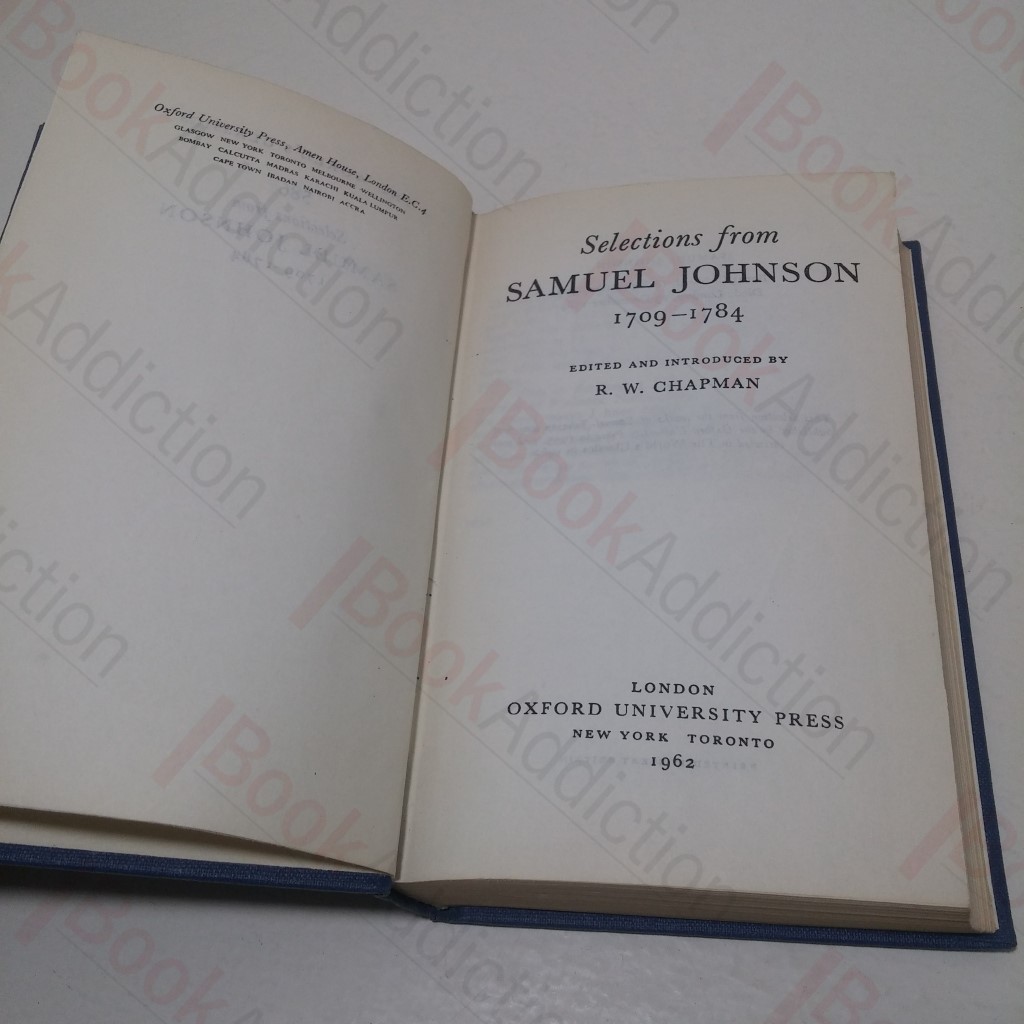 Oxford University Press, Amen House, London E.C.4
GLASGOW NEW YORK TORONTO MELBOURNE WELLINGTON
BOMBAY CALCUTTA MADRAS KARACHI KUALA LUMPUR
CAPE TOWN IBADAN NAIROBI ACCRA
Selections from
SAMUEL JOHNSON
1709–1784
EDITED AND INTRODUCED BY
R. W. CHAPMAN
LONDON
OXFORD UNIVERSITY PRESS
NEW YORK TORONTO
1962
BookAddiction